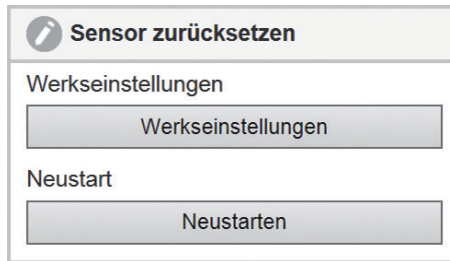 Sensor zurücksetzen
Werkseinstellungen
Werkseinstellungen
Neustart
Neustarten